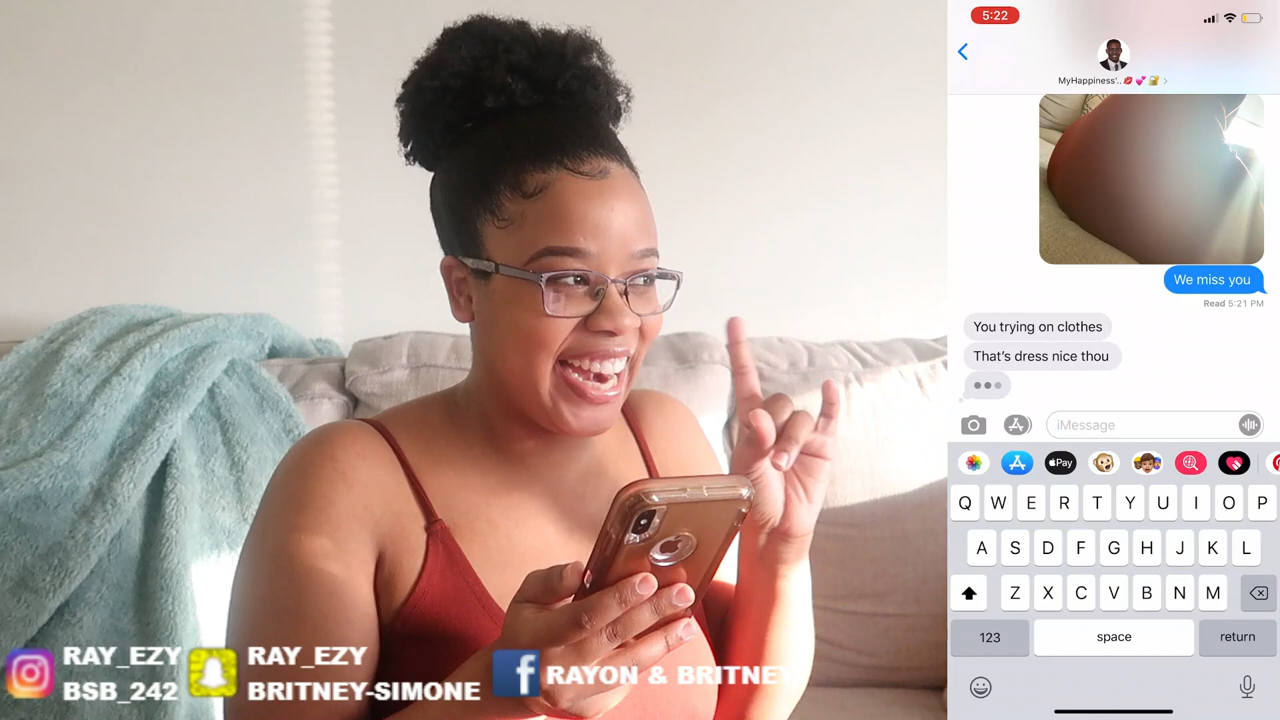 5:22
MyHappiness'..
We miss you
Read 5:21 PM
You trying on clothes
That's dress nice thou
iMessage
Pay
Q W E R T Y U I O P
A S D F G H J K L
Z X C V B N M
123
space
return
RAY_EZY
BSB_242
RAY_EZY
BRITNEY-SIMONE
RAYON & BRITNEY